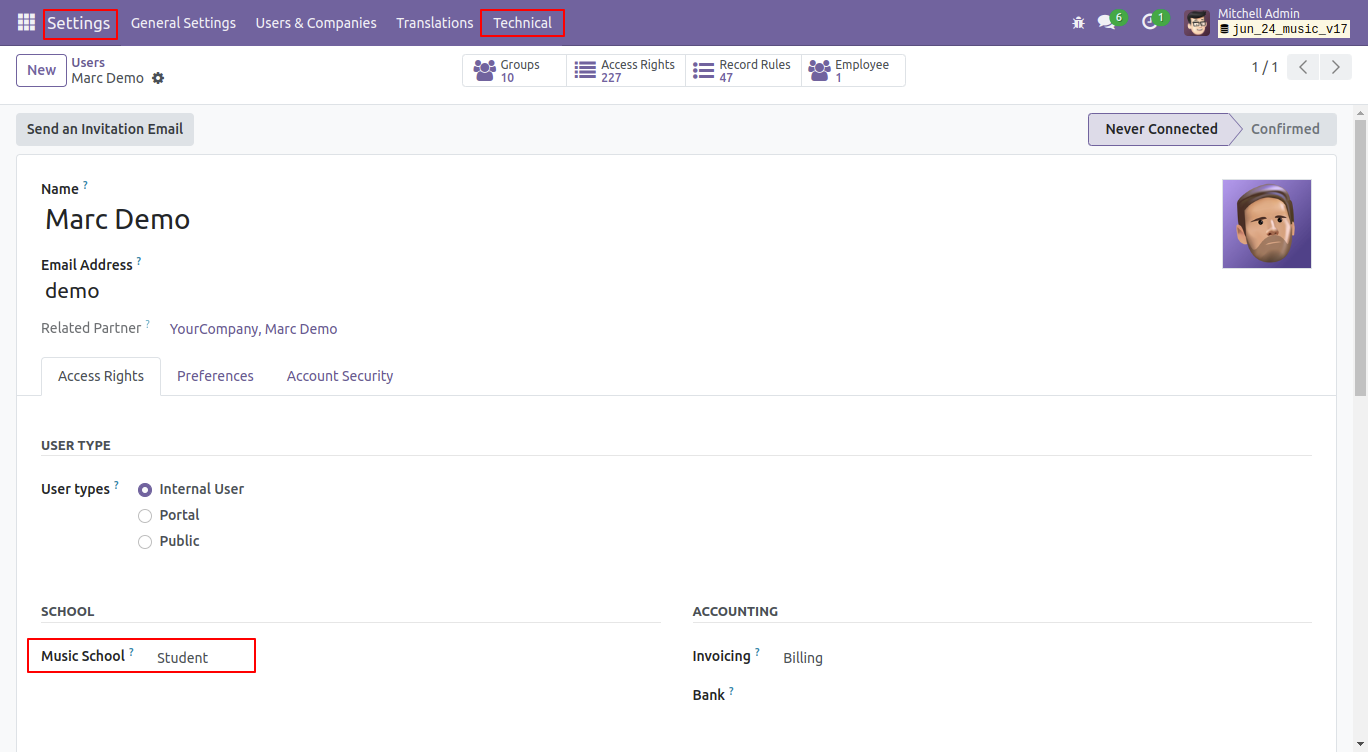 Settings General Settings Users & Companies Translations Technical 6 1 Mitchell Admin
jun_24_music_v17
New Users
Marc Demo
Groups 10 Access Rights 227 Record Rules 47 Employee 1
1 / 1
Send an Invitation Email Never Connected Confirmed
Name ?
Marc Demo
Email Address ?
demo
Related Partner ? YourCompany, Marc Demo
Access Rights Preferences Account Security
USER TYPE
User types ? Internal User
Portal
Public
SCHOOL ACCOUNTING
Music School ? Student Invoicing ? Billing
Bank ?